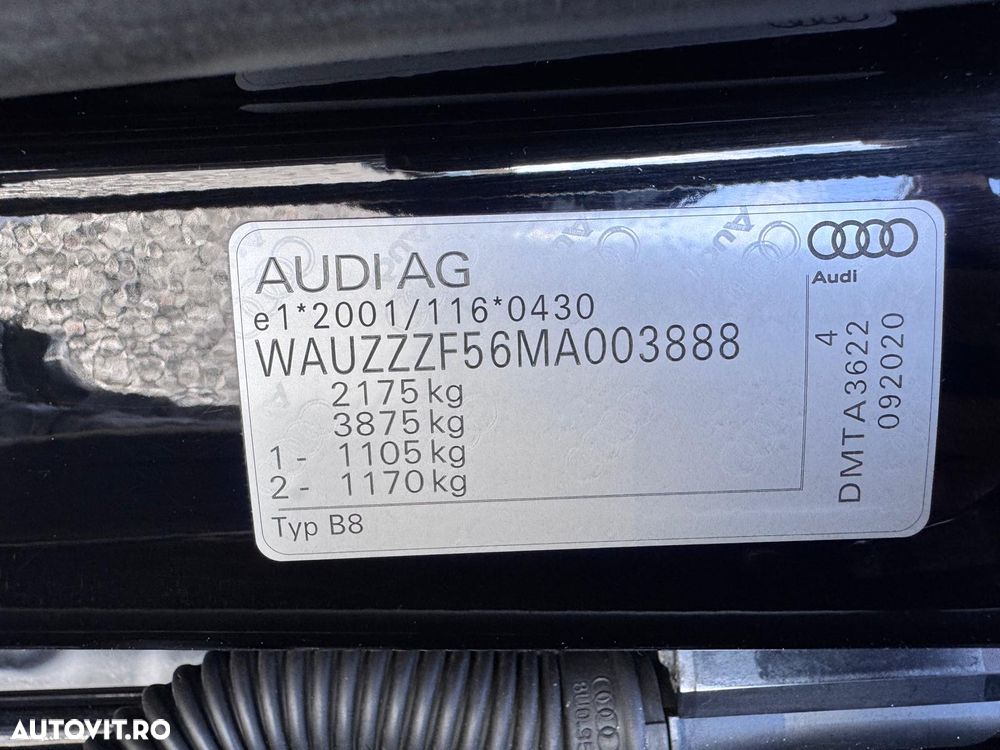 AUDI AG
e1*2001/116*0430
WAUZZZF56MA003888
2175 kg
3875 kg
1 - 1105 kg
2 - 1170 kg
Typ B8
Audi
4
DMTA3622
092020
AUTOVIT.RO